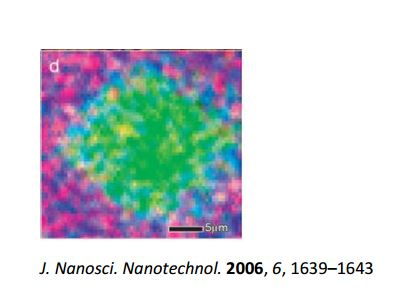 d
5μm
J. Nanosci. Nanotechnol. 2006, 6, 1639–1643